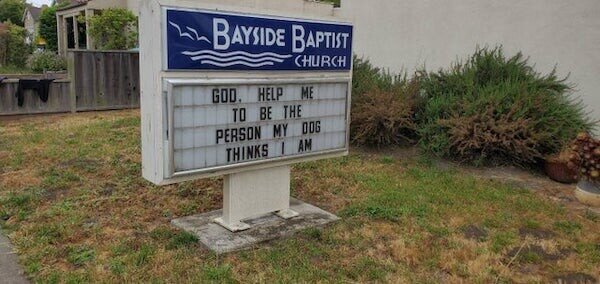 BAYSIDE BAPTIST
CHURCH
GOD, HELP ME
TO BE THE
PERSON MY DOG
THINKS I AM